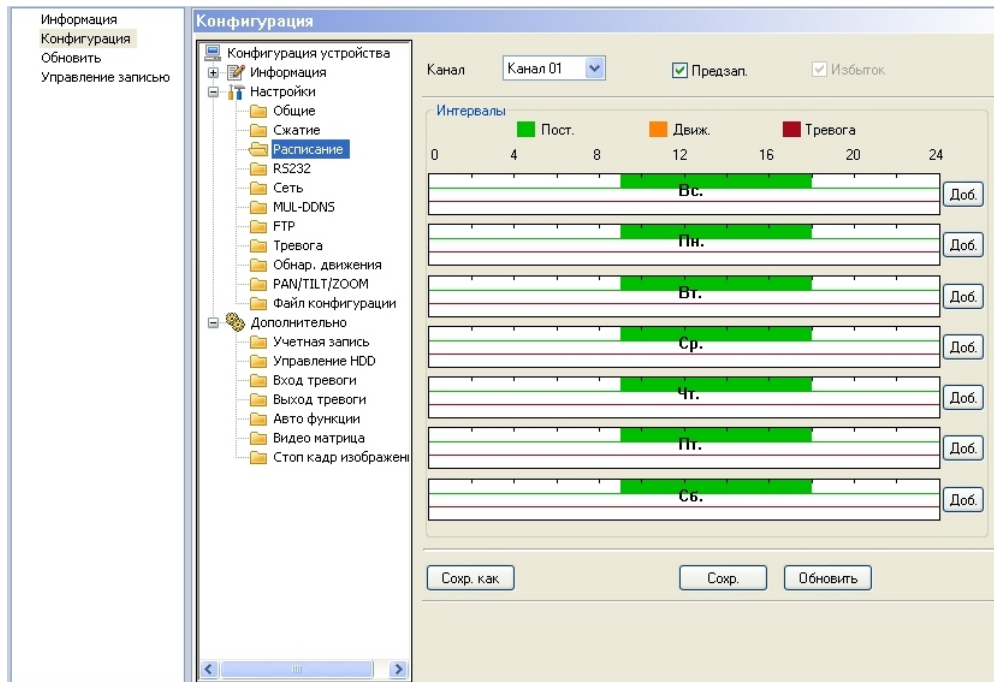 Информация
Конфигурация
Обновить
Управление записью
Конфигурация
Конфигурация устройства
Информация
Настройки
Общие
Сжатие
Расписание
RS232
Сеть
MUL-DDNS
FTP
Тревога
Обнар. движения
PAN/TILT/ZOOM
Файл конфигурации
Дополнительно
Учетная запись
Управление HDD
Вход тревоги
Выход тревоги
Авто функции
Видео матрица
Стоп кадр изображени
Канал Канал 01 Предзап. Избыток
Интервалы
Пост. Движ. Тревога
0 4 8 12 16 20 24
Вс. Доб.
Пн. Доб.
Вт. Доб.
Ср. Доб.
Чт. Доб.
Пт. Доб.
Сб. Доб.
Сохр. как Сохр. Обновить